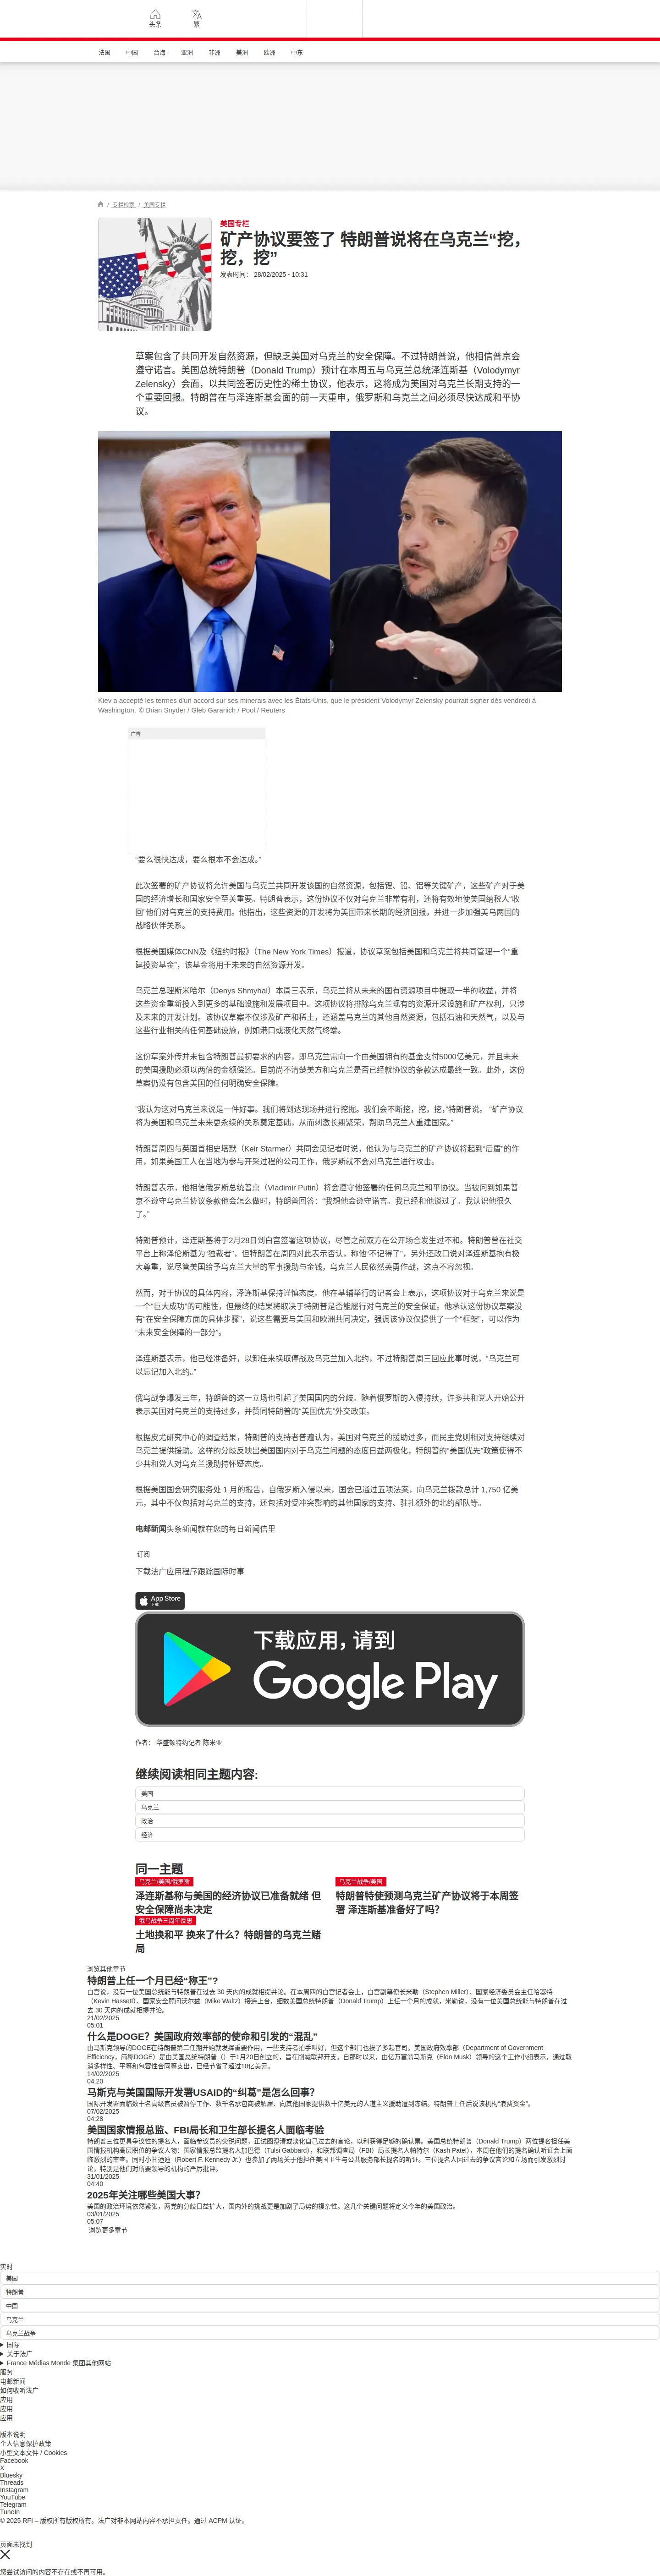 头条
繁
法国 中国 台海 亚洲 非洲 美洲 欧洲 中东
/ 专栏检索 / 美国专栏
美国专栏
矿产协议要签了 特朗普说将在乌克兰“挖，
挖，挖”
发表时间： 28/02/2025 - 10:31
草案包含了共同开发自然资源，但缺乏美国对乌克兰的安全保障。不过特朗普说，他相信普京会
遵守诺言。美国总统特朗普（Donald Trump）预计在本周五与乌克兰总统泽连斯基（Volodymyr
Zelensky）会面，以共同签署历史性的稀土协议，他表示，这将成为美国对乌克兰长期支持的一
个重要回报。特朗普在与泽连斯基会面的前一天重申，俄罗斯和乌克兰之间必须尽快达成和平协
议。
Kiev a accepté les termes d'un accord sur ses minerais avec les États-Unis, que le président Volodymyr Zelensky pourrait signer dès vendredi à
Washington. © Brian Snyder / Gleb Garanich / Pool / Reuters
广告
“要么很快达成，要么根本不会达成。”
此次签署的矿产协议将允许美国与乌克兰共同开发该国的自然资源，包括锂、铅、铝等关键矿产，这些矿产对于美
国的经济增长和国家安全至关重要。特朗普表示，这份协议不仅对乌克兰非常有利，还将有效地使美国纳税人“收
回”他们对乌克兰的支持费用。他指出，这些资源的开发将为美国带来长期的经济回报，并进一步加强美乌两国的
战略伙伴关系。
根据美国媒体CNN及《纽约时报》（The New York Times）报道，协议草案包括美国和乌克兰将共同管理一个“重
建投资基金”，该基金将用于未来的自然资源开发。
乌克兰总理斯米哈尔（Denys Shmyhal）本周三表示，乌克兰将从未来的国有资源项目中提取一半的收益，并将
这些资金重新投入到更多的基础设施和发展项目中。这项协议将排除乌克兰现有的资源开采设施和矿产权利，只涉
及未来的开发计划。该协议草案不仅涉及矿产和稀土，还涵盖乌克兰的其他自然资源，包括石油和天然气，以及与
这些行业相关的任何基础设施，例如港口或液化天然气终端。
这份草案外传并未包含特朗普最初要求的内容，即乌克兰需向一个由美国拥有的基金支付5000亿美元，并且未来
的美国援助必须以两倍的金额偿还。目前尚不清楚美方和乌克兰是否已经就协议的条款达成最终一致。此外，这份
草案仍没有包含美国的任何明确安全保障。
“我认为这对乌克兰来说是一件好事。我们将到达现场并进行挖掘。我们会不断挖，挖，挖，”特朗普说。 “矿产协议
将为美国和乌克兰未来更永续的关系奠定基础，从而刺激长期繁荣，帮助乌克兰人重建国家。”
特朗普周四与英国首相史塔默（Keir Starmer）共同会见记者时说，他认为与乌克兰的矿产协议将起到“后盾”的作
用，如果美国工人在当地为参与开采过程的公司工作，俄罗斯就不会对乌克兰进行攻击。
特朗普表示，他相信俄罗斯总统普京（Vladimir Putin）将会遵守他签署的任何乌克兰和平协议。当被问到如果普
京不遵守乌克兰协议条款他会怎么做时，特朗普回答：“我想他会遵守诺言。我已经和他谈过了。我认识他很久
了。”
特朗普预计，泽连斯基将于2月28日到白宫签署这项协议，尽管之前双方在公开场合发生过不和。特朗普曾在社交
平台上称泽伦斯基为“独裁者”，但特朗普在周四对此表示否认，称他“不记得了”，另外还改口说对泽连斯基抱有极
大尊重，说尽管美国给予乌克兰大量的军事援助与金钱，乌克兰人民依然英勇作战，这点不容忽视。
然而，对于协议的具体内容，泽连斯基保持谨慎态度。他在基辅举行的记者会上表示，这项协议对于乌克兰来说是
一个“巨大成功”的可能性，但最终的结果将取决于特朗普是否能履行对乌克兰的安全保证。他承认这份协议草案没
有“在安全保障方面的具体步骤”，说这些需要与美国和欧洲共同决定，强调该协议仅提供了一个“框架”，可以作为
“未来安全保障的一部分”。
泽连斯基表示，他已经准备好，以卸任来换取停战及乌克兰加入北约，不过特朗普周三回应此事时说，“乌克兰可
以忘记加入北约。”
俄乌战争爆发三年，特朗普的这一立场也引起了美国国内的分歧。随着俄罗斯的入侵持续，许多共和党人开始公开
表示美国对乌克兰的支持过多，并赞同特朗普的“美国优先”外交政策。
根据皮尤研究中心的调查结果，特朗普的支持者普遍认为，美国对乌克兰的援助过多，而民主党则相对支持继续对
乌克兰提供援助。这样的分歧反映出美国国内对于乌克兰问题的态度日益两极化，特朗普的“美国优先”政策使得不
少共和党人对乌克兰援助持怀疑态度。
根据美国国会研究服务处 1 月的报告，自俄罗斯入侵以来，国会已通过五项法案，向乌克兰拨款总计 1,750 亿美
元，其中不仅包括对乌克兰的支持，还包括对受冲突影响的其他国家的支持、驻扎额外的北约部队等。
电邮新闻头条新闻就在您的每日新闻信里
订阅
下载法广应用程序跟踪国际时事
App Store
下载
下载应用，请到
Google Play
作者： 华盛顿特约记者 陈米亚
继续阅读相同主题内容:
美国
乌克兰
政治
经济
同一主题
乌克兰/美国/俄罗斯
泽连斯基称与美国的经济协议已准备就绪 但
安全保障尚未决定
乌克兰战争/美国
特朗普特使预测乌克兰矿产协议将于本周签
署 泽连斯基准备好了吗？
俄乌战争三周年反思
土地换和平 换来了什么？特朗普的乌克兰赌
局
浏览其他章节
特朗普上任一个月已经“称王”?
白宫说，没有一位美国总统能与特朗普在过去 30 天内的成就相提并论。在本周四的白宫记者会上，白宫副幕僚长米勒（Stephen Miller）、国家经济委员会主任哈塞特
（Kevin Hassett）、国家安全顾问沃尔兹（Mike Waltz）接连上台，细数美国总统特朗普（Donald Trump）上任一个月的成就，米勒说，没有一位美国总统能与特朗普在过
去 30 天内的成就相提并论。
21/02/2025
05:01
什么是DOGE？美国政府效率部的使命和引发的“混乱”
由马斯克领导的DOGE在特朗普第二任期开始就发挥重要作用，一些支持者拍手叫好，但这个部门也挨了多起官司。美国政府效率部（Department of Government
Efficiency，简称DOGE）是由美国总统特朗普（）于1月20日创立的，旨在削减联邦开支。自那时以来，由亿万富翁马斯克（Elon Musk）领导的这个工作小组表示，通过取
消多样性、平等和包容性合同等支出，已经节省了超过10亿美元。
14/02/2025
04:20
马斯克与美国国际开发署USAID的“纠葛”是怎么回事？
国际开发署面临数十名高级官员被暂停工作、数千名承包商被解雇、向其他国家提供数十亿美元的人道主义援助遭到冻结。特朗普上任后说该机构“浪费资金”。
07/02/2025
04:28
美国国家情报总监、FBI局长和卫生部长提名人面临考验
特朗普三位更具争议性的提名人，面临参议员的尖锐问题，正试图澄清或淡化自己过去的言论，以利获得足够的确认票。美国总统特朗普（Donald Trump）两位提名担任美
国情报机构高层职位的争议人物：国家情报总监提名人加巴德（Tulsi Gabbard），和联邦调查局（FBI）局长提名人帕特尔（Kash Patel），本周在他们的提名确认听证会上面
临激烈的审查。同时小甘迺迪（Robert F. Kennedy Jr.）也参加了两场关于他担任美国卫生与公共服务部长提名的听证。三位提名人因过去的争议言论和立场而引发激烈讨
论，特别是他们对所要领导的机构的严厉批评。
31/01/2025
04:40
2025年关注哪些美国大事？
美国的政治环境依然紧张，两党的分歧日益扩大，国内外的挑战更是加剧了局势的複杂性。这几个关键问题将定义今年的美国政治。
03/01/2025
05:07
浏览更多章节
实时
美国
特朗普
中国
乌克兰
乌克兰战争
国际
关于法广
France Médias Monde 集团其他网站
服务
电邮新闻
如何收听法广
应用
应用
应用
版本说明
个人信息保护政策
小型文本文件 / Cookies
Facebook
X
Bluesky
Threads
Instagram
YouTube
Telegram
TuneIn
© 2025 RFI – 版权所有版权所有。法广对非本网站内容不承担责任。通过 ACPM 认证。
页面未找到
您尝试访问的内容不存在或不再可用。